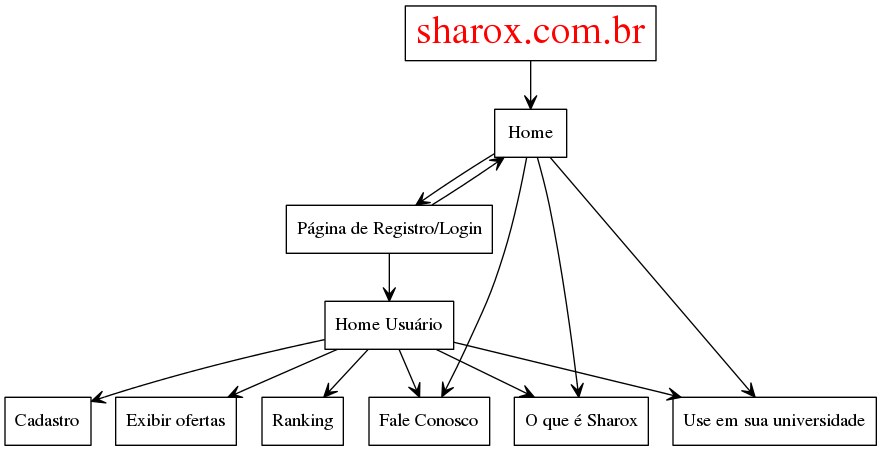 sharox.com.br
Home
Página de Registro/Login
Home Usuário
Cadastro
Exibir ofertas
Ranking
Fale Conosco
O que é Sharox
Use em sua universidade